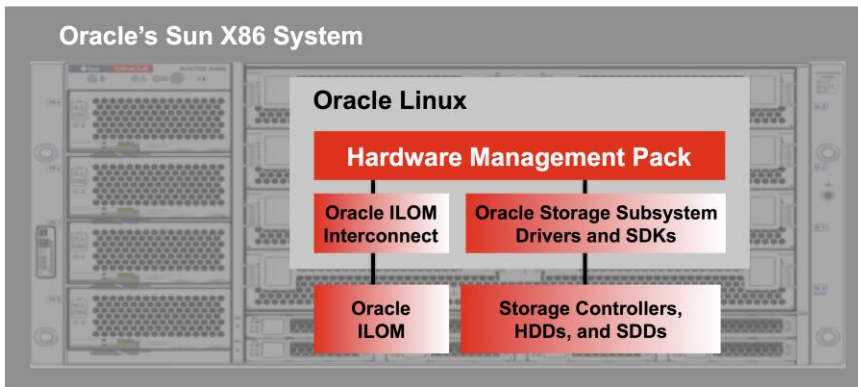 Oracle's Sun X86 System
ORACLE
Oracle Linux
Hardware Management Pack
Oracle ILOM
Interconnect
Oracle Storage Subsystem
Drivers and SDKs
Oracle
ILOM
Storage Controllers,
HDDs, and SDDs